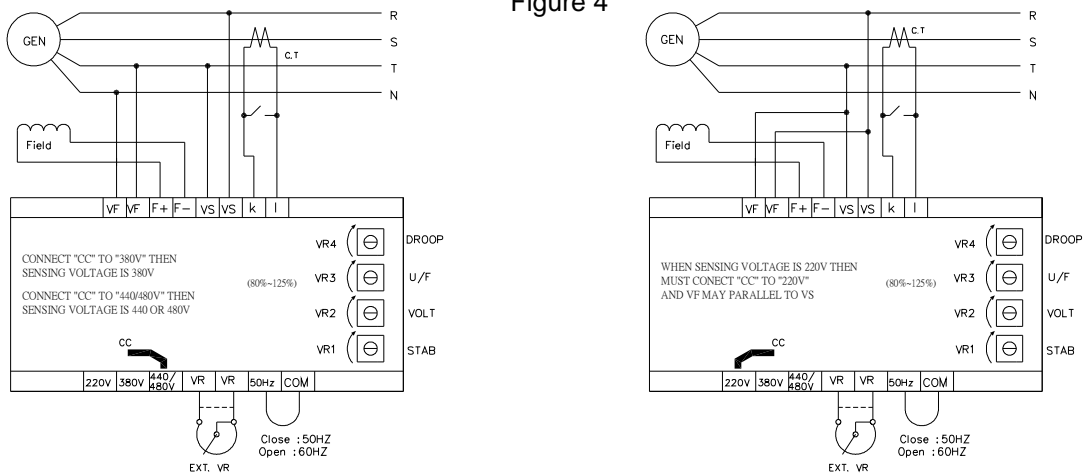 Figure 4
GEN
R
S
T
N
C.T
Field
VF VF F+ F- VS VS k l
CONNECT "CC" TO "380V" THEN
SENSING VOLTAGE IS 380V
CONNECT "CC" TO "440/480V" THEN
SENSING VOLTAGE IS 440 OR 480V
(80%~125%)
VR4 DROOP
VR3 U/F
VR2 VOLT
VR1 STAB
CC
220V 380V 440/480V VR VR 50Hz COM
Close :50HZ
Open :60HZ
EXT. VR
GEN
R
S
T
N
C.T
Field
VF VF F+ F- VS VS k l
WHEN SENSING VOLTAGE IS 220V THEN
MUST CONECT "CC" TO "220V"
AND VF MAY PARALLEL TO VS
(80%~125%)
VR4 DROOP
VR3 U/F
VR2 VOLT
VR1 STAB
CC
220V 380V 440/480V VR VR 50Hz COM
Close :50HZ
Open :60HZ
EXT. VR